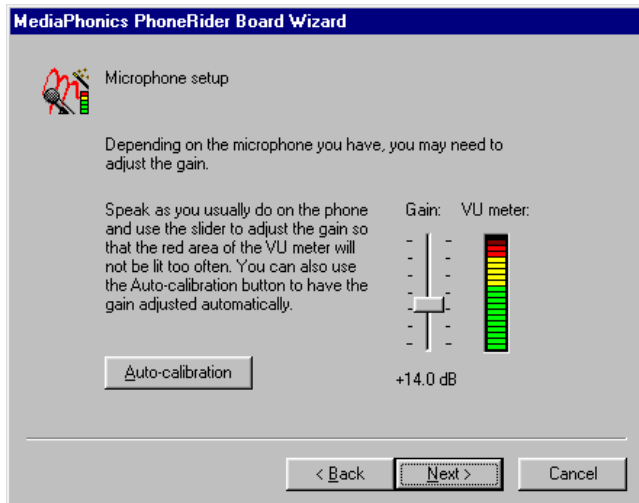 MediaPhonics PhoneRider Board Wizard
Microphone setup
Depending on the microphone you have, you may need to
adjust the gain.
Speak as you usually do on the phone
and use the slider to adjust the gain so
that the red area of the VU meter will
not be lit too often. You can also use
the Auto-calibration button to have the
gain adjusted automatically.
Gain: VU meter:
Auto-calibration
+14.0 dB
< Back Next > Cancel